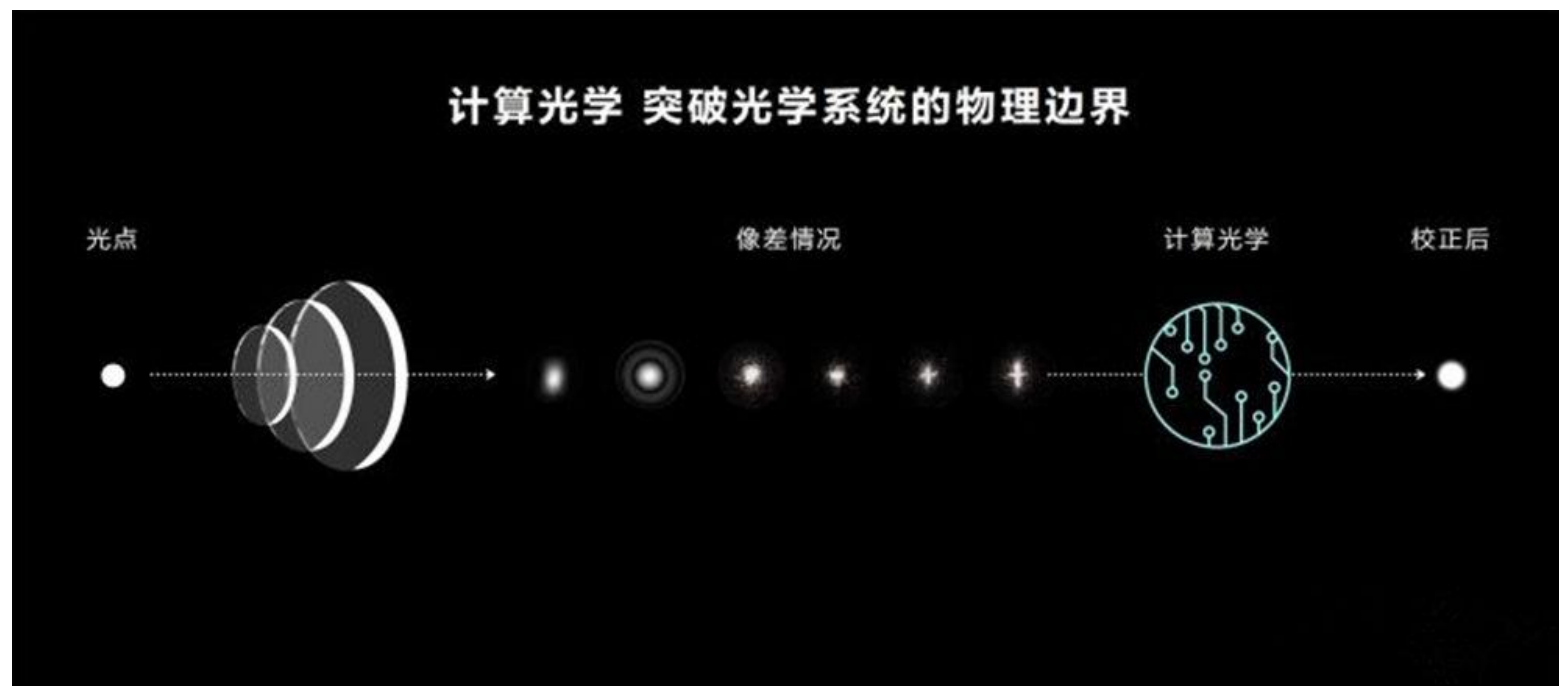 计算光学 突破光学系统的物理边界
光点
像差情况
计算光学
校正后